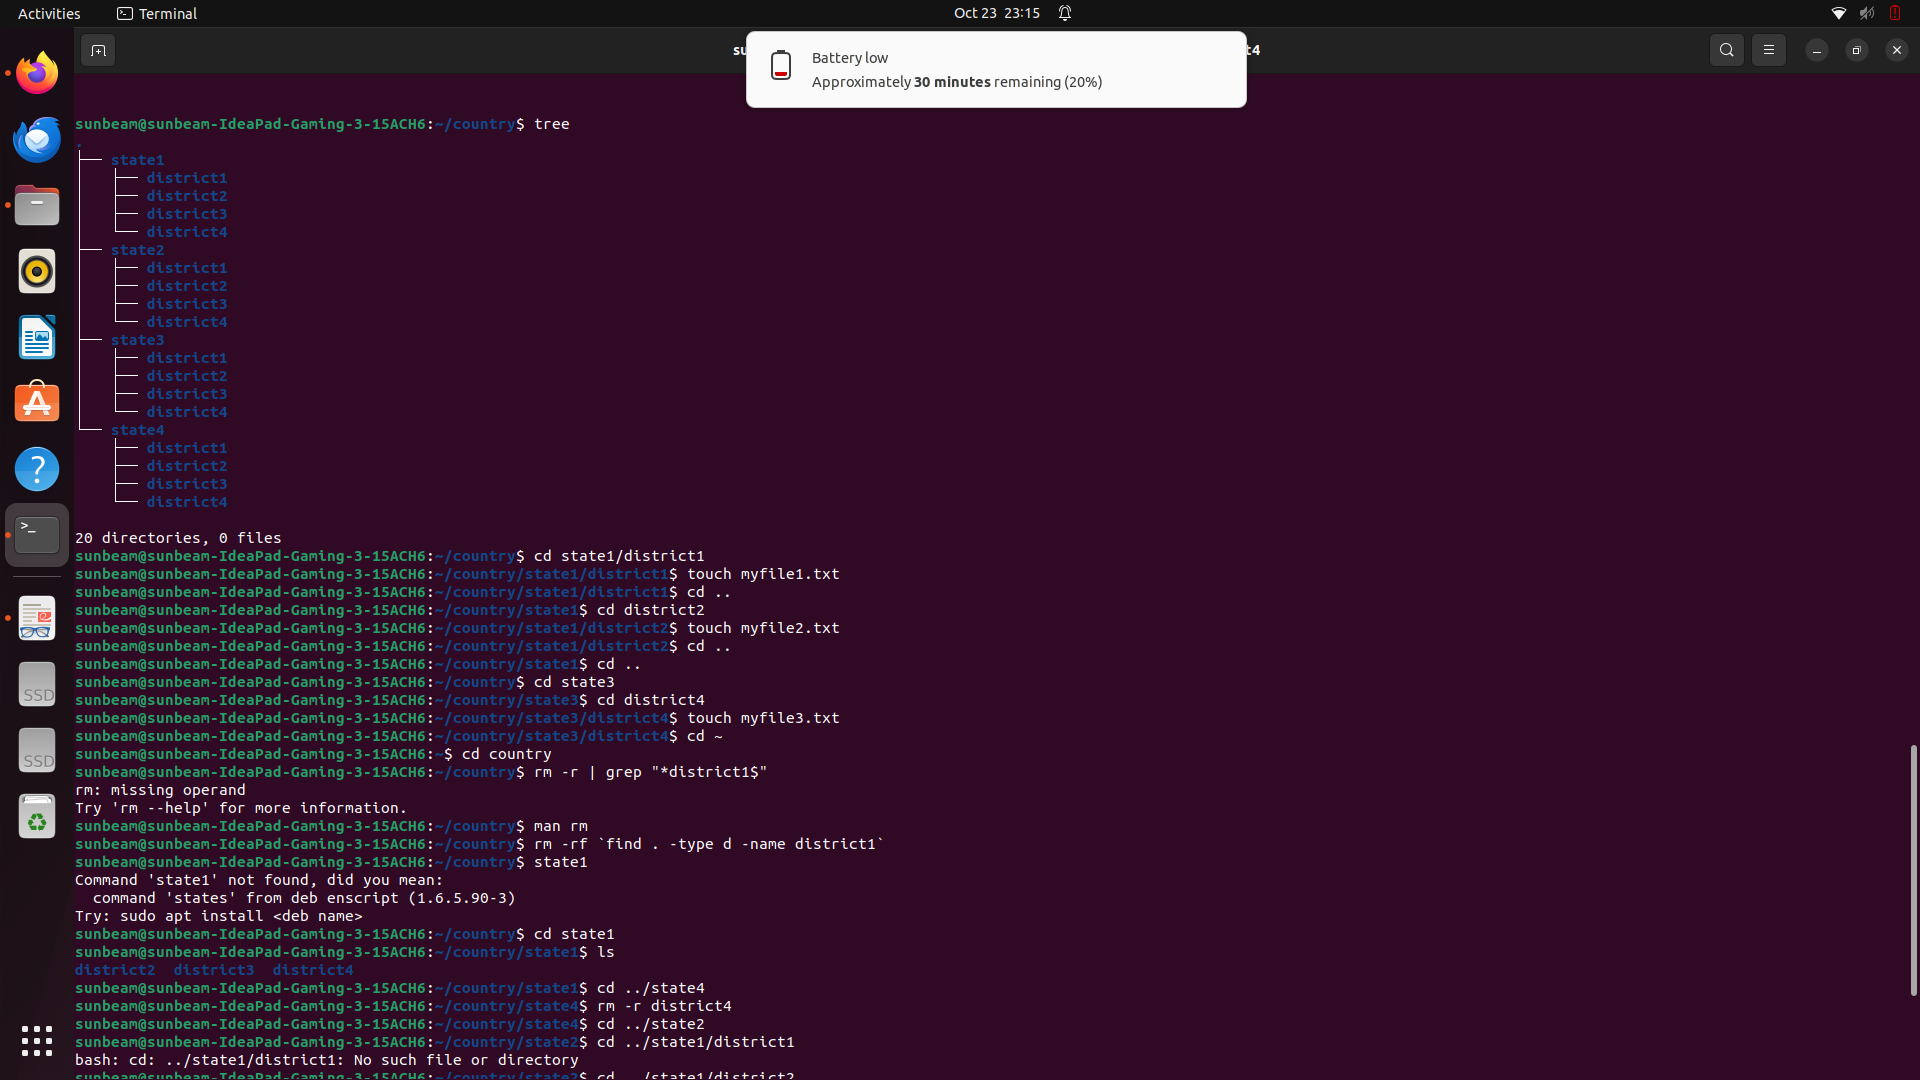 Activities
Terminal
Oct 23 23:15
su
t4
Battery low
Approximately 30 minutes remaining (20%)
sunbeam@sunbeam-IdeaPad-Gaming-3-15ACH6:~/country$ tree
.
├── state1
│   ├── district1
│   ├── district2
│   ├── district3
│   └── district4
├── state2
│   ├── district1
│   ├── district2
│   ├── district3
│   └── district4
├── state3
│   ├── district1
│   ├── district2
│   ├── district3
│   └── district4
└── state4
    ├── district1
    ├── district2
    ├── district3
    └── district4
20 directories, 0 files
sunbeam@sunbeam-IdeaPad-Gaming-3-15ACH6:~/country$ cd state1/district1
sunbeam@sunbeam-IdeaPad-Gaming-3-15ACH6:~/country/state1/district1$ touch myfile1.txt
sunbeam@sunbeam-IdeaPad-Gaming-3-15ACH6:~/country/state1/district1$ cd ..
sunbeam@sunbeam-IdeaPad-Gaming-3-15ACH6:~/country/state1$ cd district2
sunbeam@sunbeam-IdeaPad-Gaming-3-15ACH6:~/country/state1/district2$ touch myfile2.txt
sunbeam@sunbeam-IdeaPad-Gaming-3-15ACH6:~/country/state1/district2$ cd ..
sunbeam@sunbeam-IdeaPad-Gaming-3-15ACH6:~/country/state1$ cd ..
sunbeam@sunbeam-IdeaPad-Gaming-3-15ACH6:~/country$ cd state3
sunbeam@sunbeam-IdeaPad-Gaming-3-15ACH6:~/country/state3$ cd district4
sunbeam@sunbeam-IdeaPad-Gaming-3-15ACH6:~/country/state3/district4$ touch myfile3.txt
sunbeam@sunbeam-IdeaPad-Gaming-3-15ACH6:~/country/state3/district4$ cd ~
sunbeam@sunbeam-IdeaPad-Gaming-3-15ACH6:~$ cd country
sunbeam@sunbeam-IdeaPad-Gaming-3-15ACH6:~/country$ rm -r | grep "*district1$"
rm: missing operand
Try 'rm --help' for more information.
sunbeam@sunbeam-IdeaPad-Gaming-3-15ACH6:~/country$ man rm
sunbeam@sunbeam-IdeaPad-Gaming-3-15ACH6:~/country$ rm -rf `find . -type d -name district1`
sunbeam@sunbeam-IdeaPad-Gaming-3-15ACH6:~/country$ state1
Command 'state1' not found, did you mean:
  command 'states' from deb enscript (1.6.5.90-3)
Try: sudo apt install <deb name>
sunbeam@sunbeam-IdeaPad-Gaming-3-15ACH6:~/country$ cd state1
sunbeam@sunbeam-IdeaPad-Gaming-3-15ACH6:~/country/state1$ ls
district2  district3  district4
sunbeam@sunbeam-IdeaPad-Gaming-3-15ACH6:~/country/state1$ cd ../state4
sunbeam@sunbeam-IdeaPad-Gaming-3-15ACH6:~/country/state4$ rm -r district4
sunbeam@sunbeam-IdeaPad-Gaming-3-15ACH6:~/country/state4$ cd ../state2
sunbeam@sunbeam-IdeaPad-Gaming-3-15ACH6:~/country/state2$ cd ../state1/district1
bash: cd: ../state1/district1: No such file or directory
sunbeam@sunbeam-IdeaPad-Gaming-3-15ACH6:~/country/state2$ cd ../state1/district2
SSD
SSD